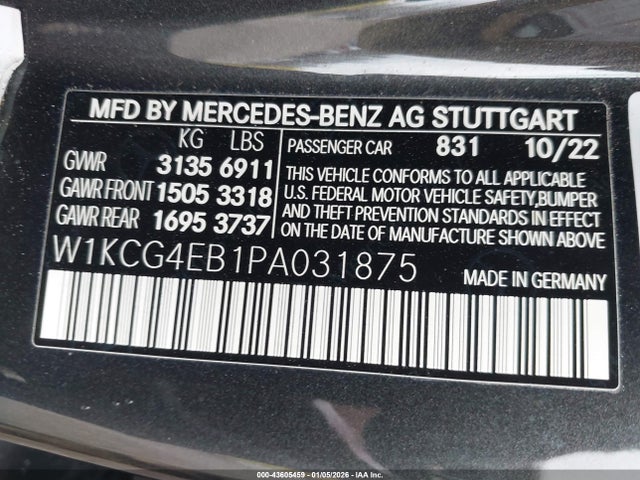 MFD BY MERCEDES-BENZ AG STUTTGART
KG LBS
GVWR 3135 6911
GAWR FRONT 1505 3318
GAWR REAR 1695 3737
PASSENGER CAR 831 10/22
THIS VEHICLE CONFORMS TO ALL APPLICABLE
U.S. FEDERAL MOTOR VEHICLE SAFETY,BUMPER
AND THEFT PREVENTION STANDARDS IN EFFECT
ON THE DATE OF MANUFACTURE SHOWN ABOVE.
W1KCG4EB1PA031875
MADE IN GERMANY
000-43605459 - 01/05/2026 - IAAHOLDINGS, LLC